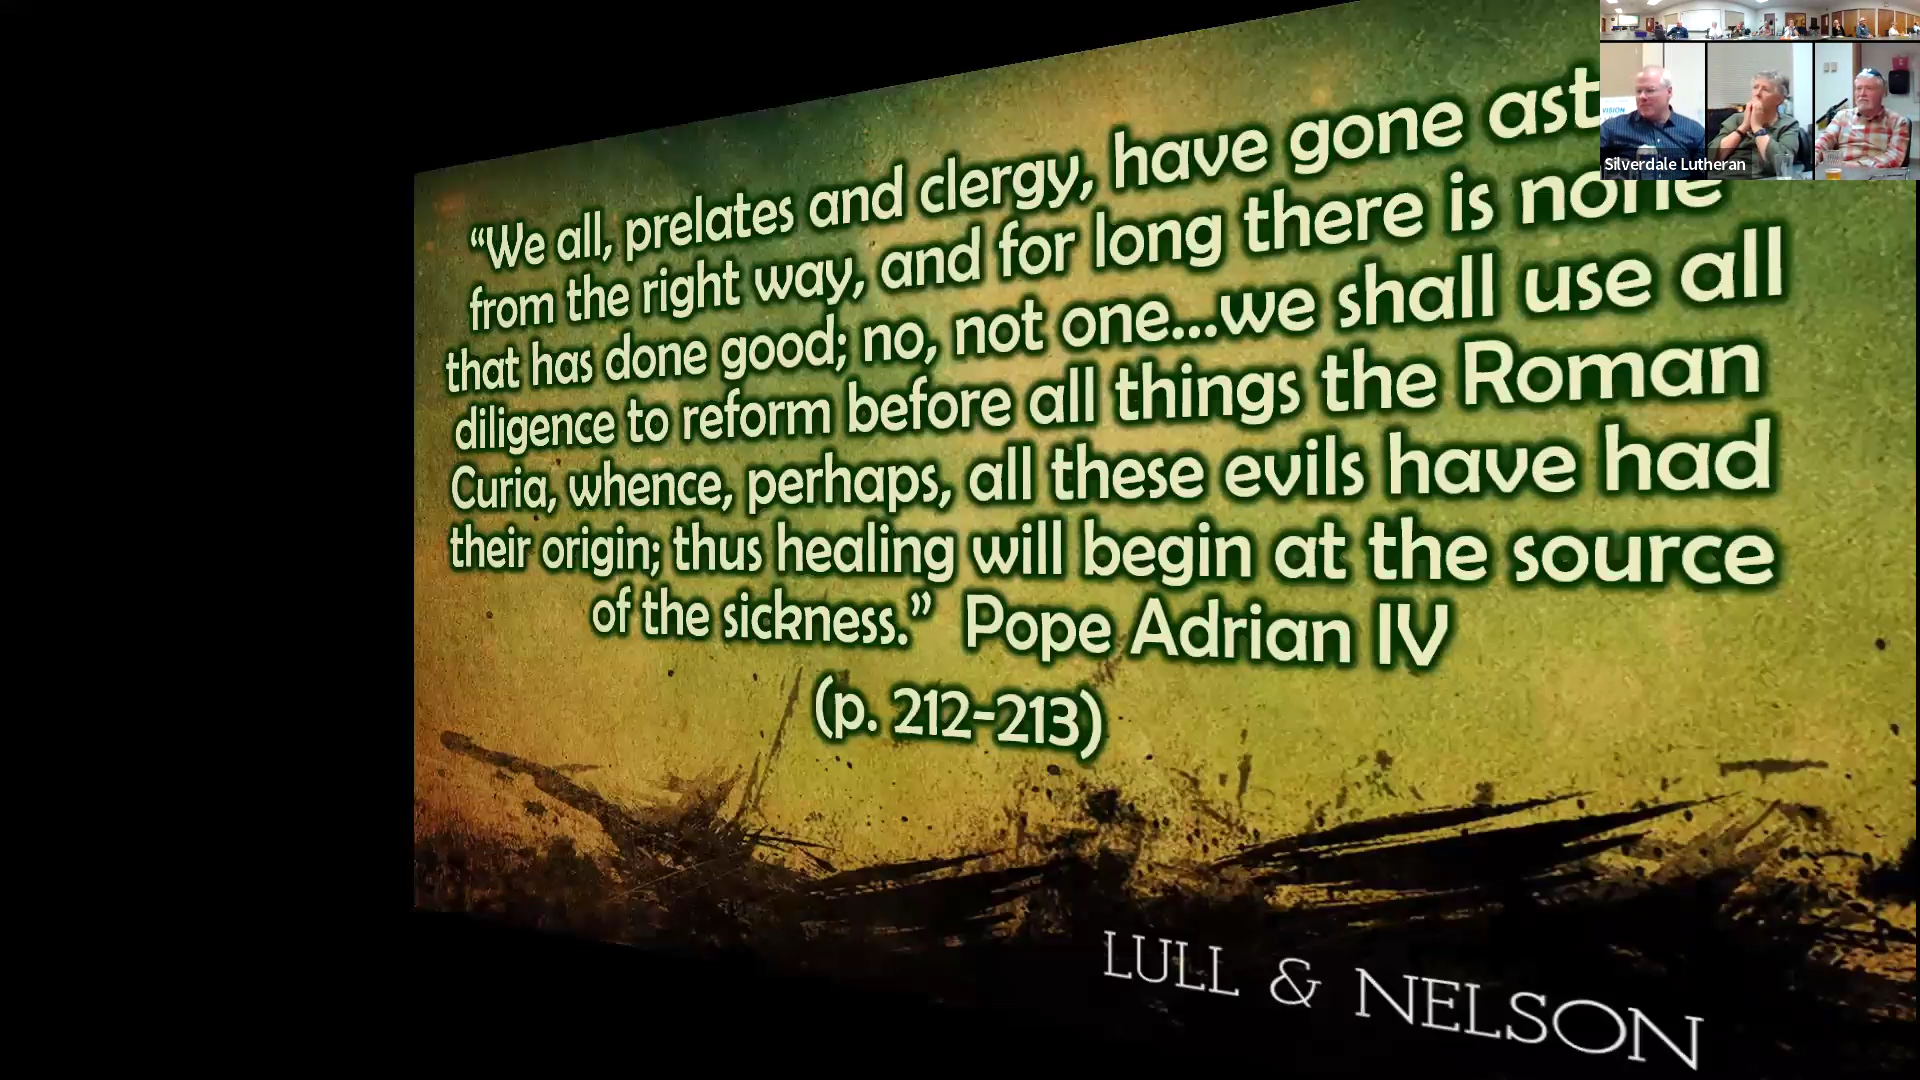 “We all, prelates and clergy, have gone ast
from the right way, and for long there is none
that has done good; no, not one...we shall use all
diligence to reform before all things the Roman
Curia, whence, perhaps, all these evils have had
their origin; thus healing will begin at the source
of the sickness.” Pope Adrian IV
(p. 212-213)
LULL & NELSON
VISION
Silverdale Lutheran